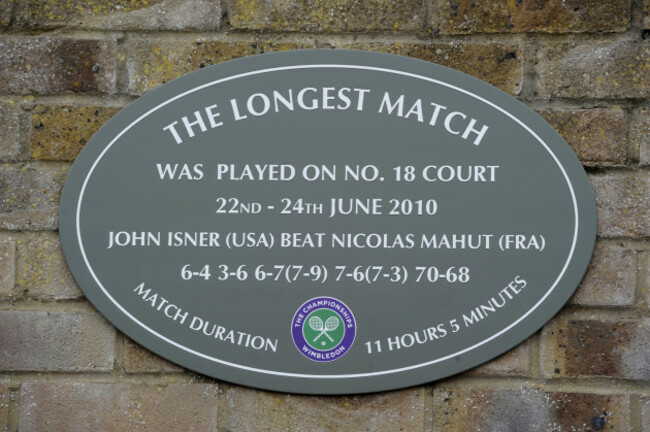 THE LONGEST MATCH
WAS PLAYED ON NO. 18 COURT
22ND - 24TH JUNE 2010
JOHN ISNER (USA) BEAT NICOLAS MAHUT (FRA)
6-4 3-6 6-7(7-9) 7-6(7-3) 70-68
MATCH DURATION 11 HOURS 5 MINUTES
THE CHAMPIONSHIPS
WIMBLEDON